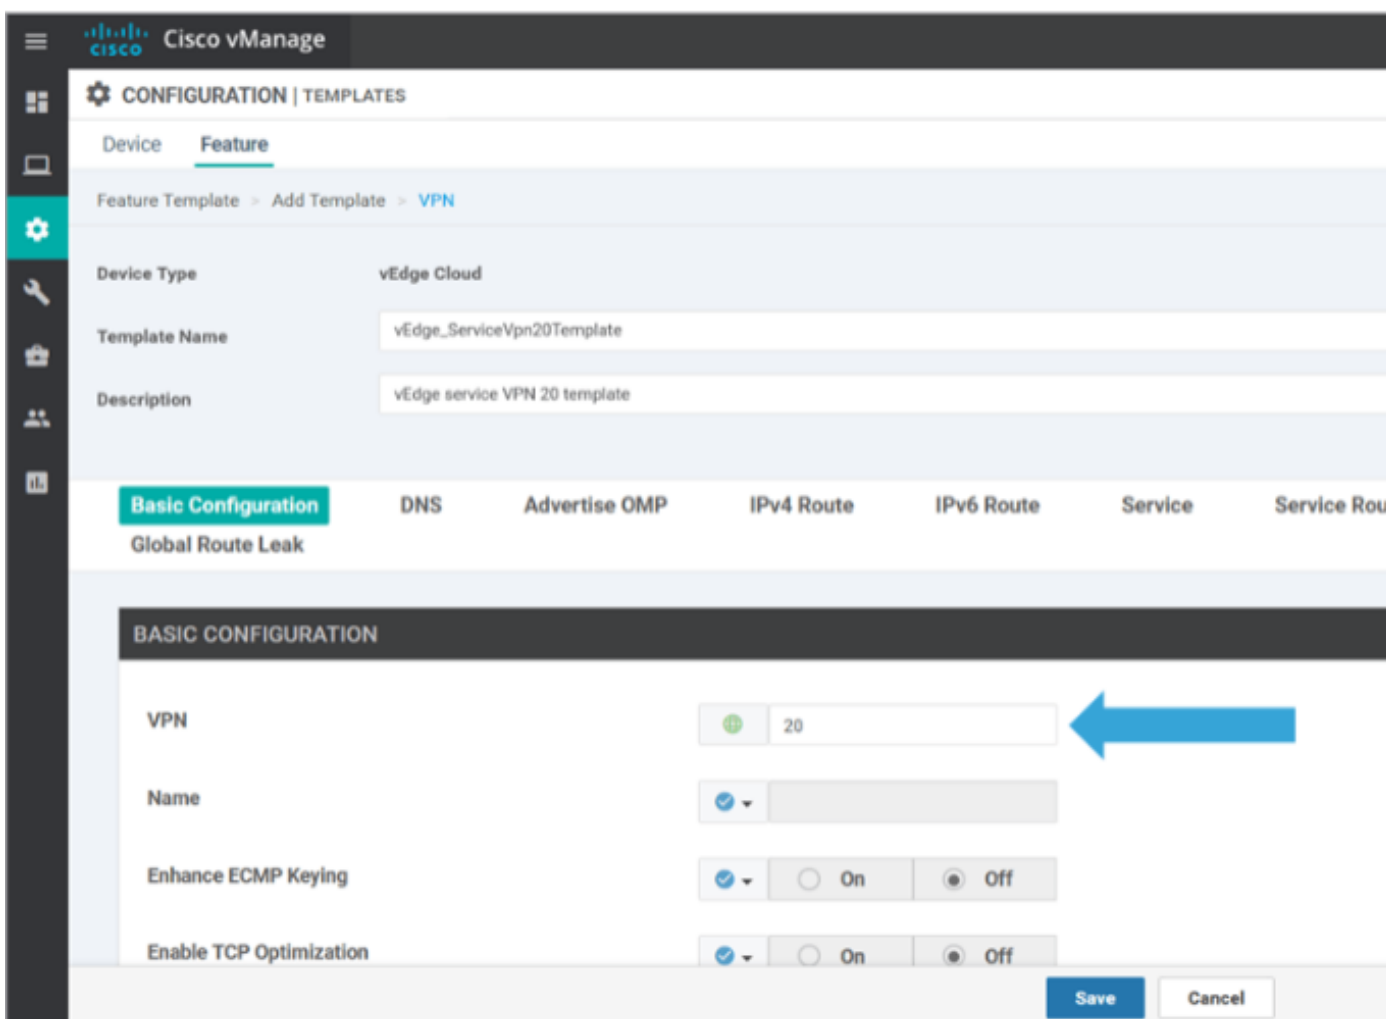 cisco Cisco vManage
CONFIGURATION | TEMPLATES
Device Feature
Feature Template > Add Template > VPN
Device Type vEdge Cloud
Template Name vEdge_ServiceVpn20Template
Description vEdge service VPN 20 template
Basic Configuration DNS Advertise OMP IPv4 Route IPv6 Route Service Service Rou
Global Route Leak
BASIC CONFIGURATION
VPN 20
Name
Enhance ECMP Keying On Off
Enable TCP Optimization On Off
Save Cancel